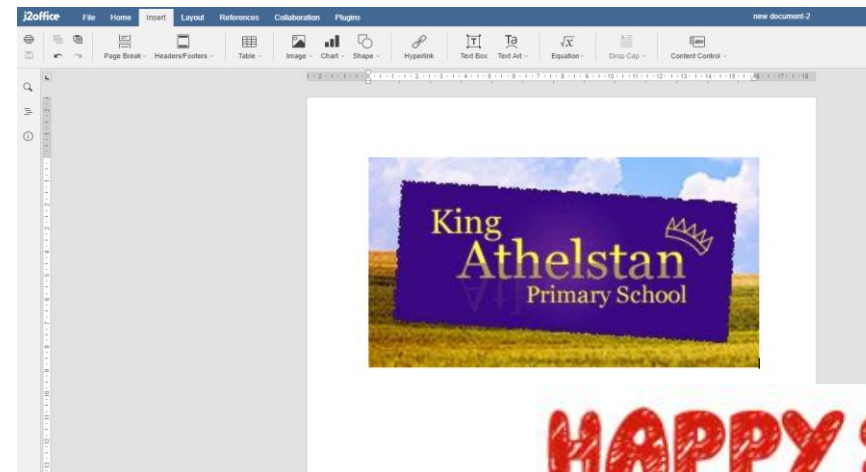 j2office File Home Insert Layout References Collaboration Plugins new document-2
Page Break Headers/Footers Table Image Chart Shape Hyperlink Text Box Text Art Equation Drop Cap Content Control
King
Athelstan
Primary School
HAPPY